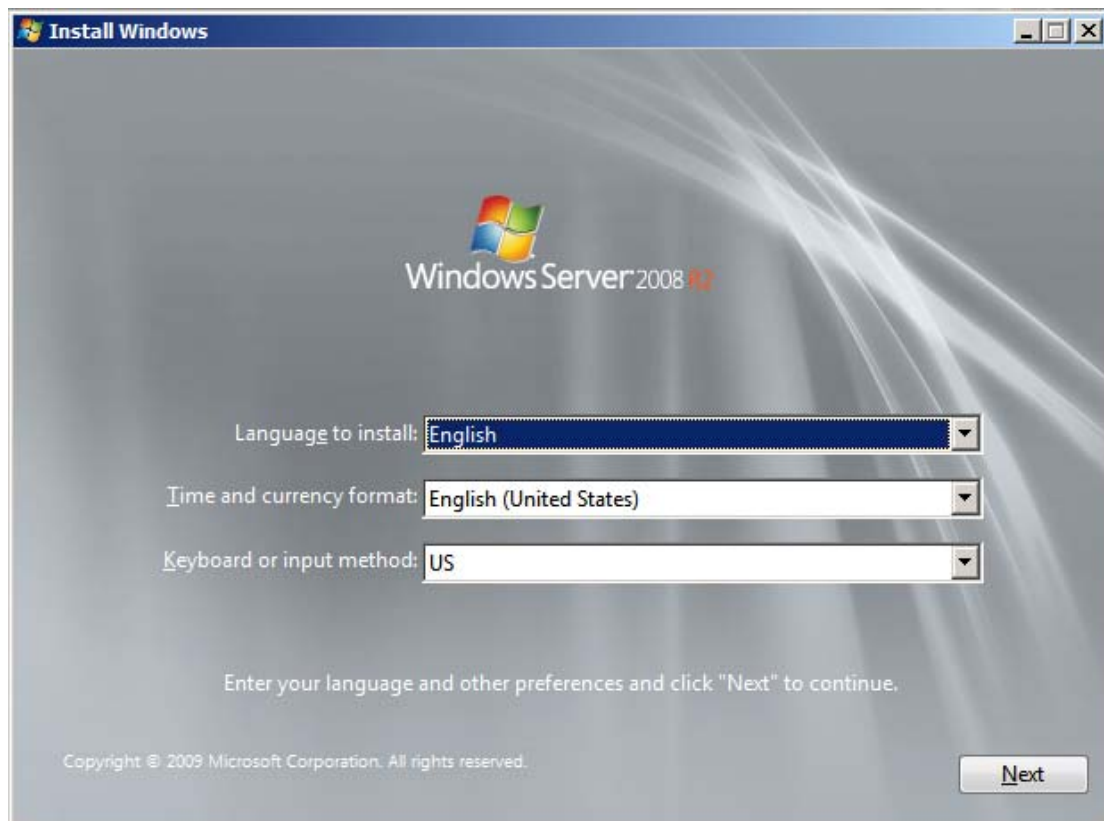 Install Windows
Windows Server 2008 R2
Language to install: English
Time and currency format: English (United States)
Keyboard or input method: US
Enter your language and other preferences and click "Next" to continue.
Copyright © 2009 Microsoft Corporation. All rights reserved.
Next